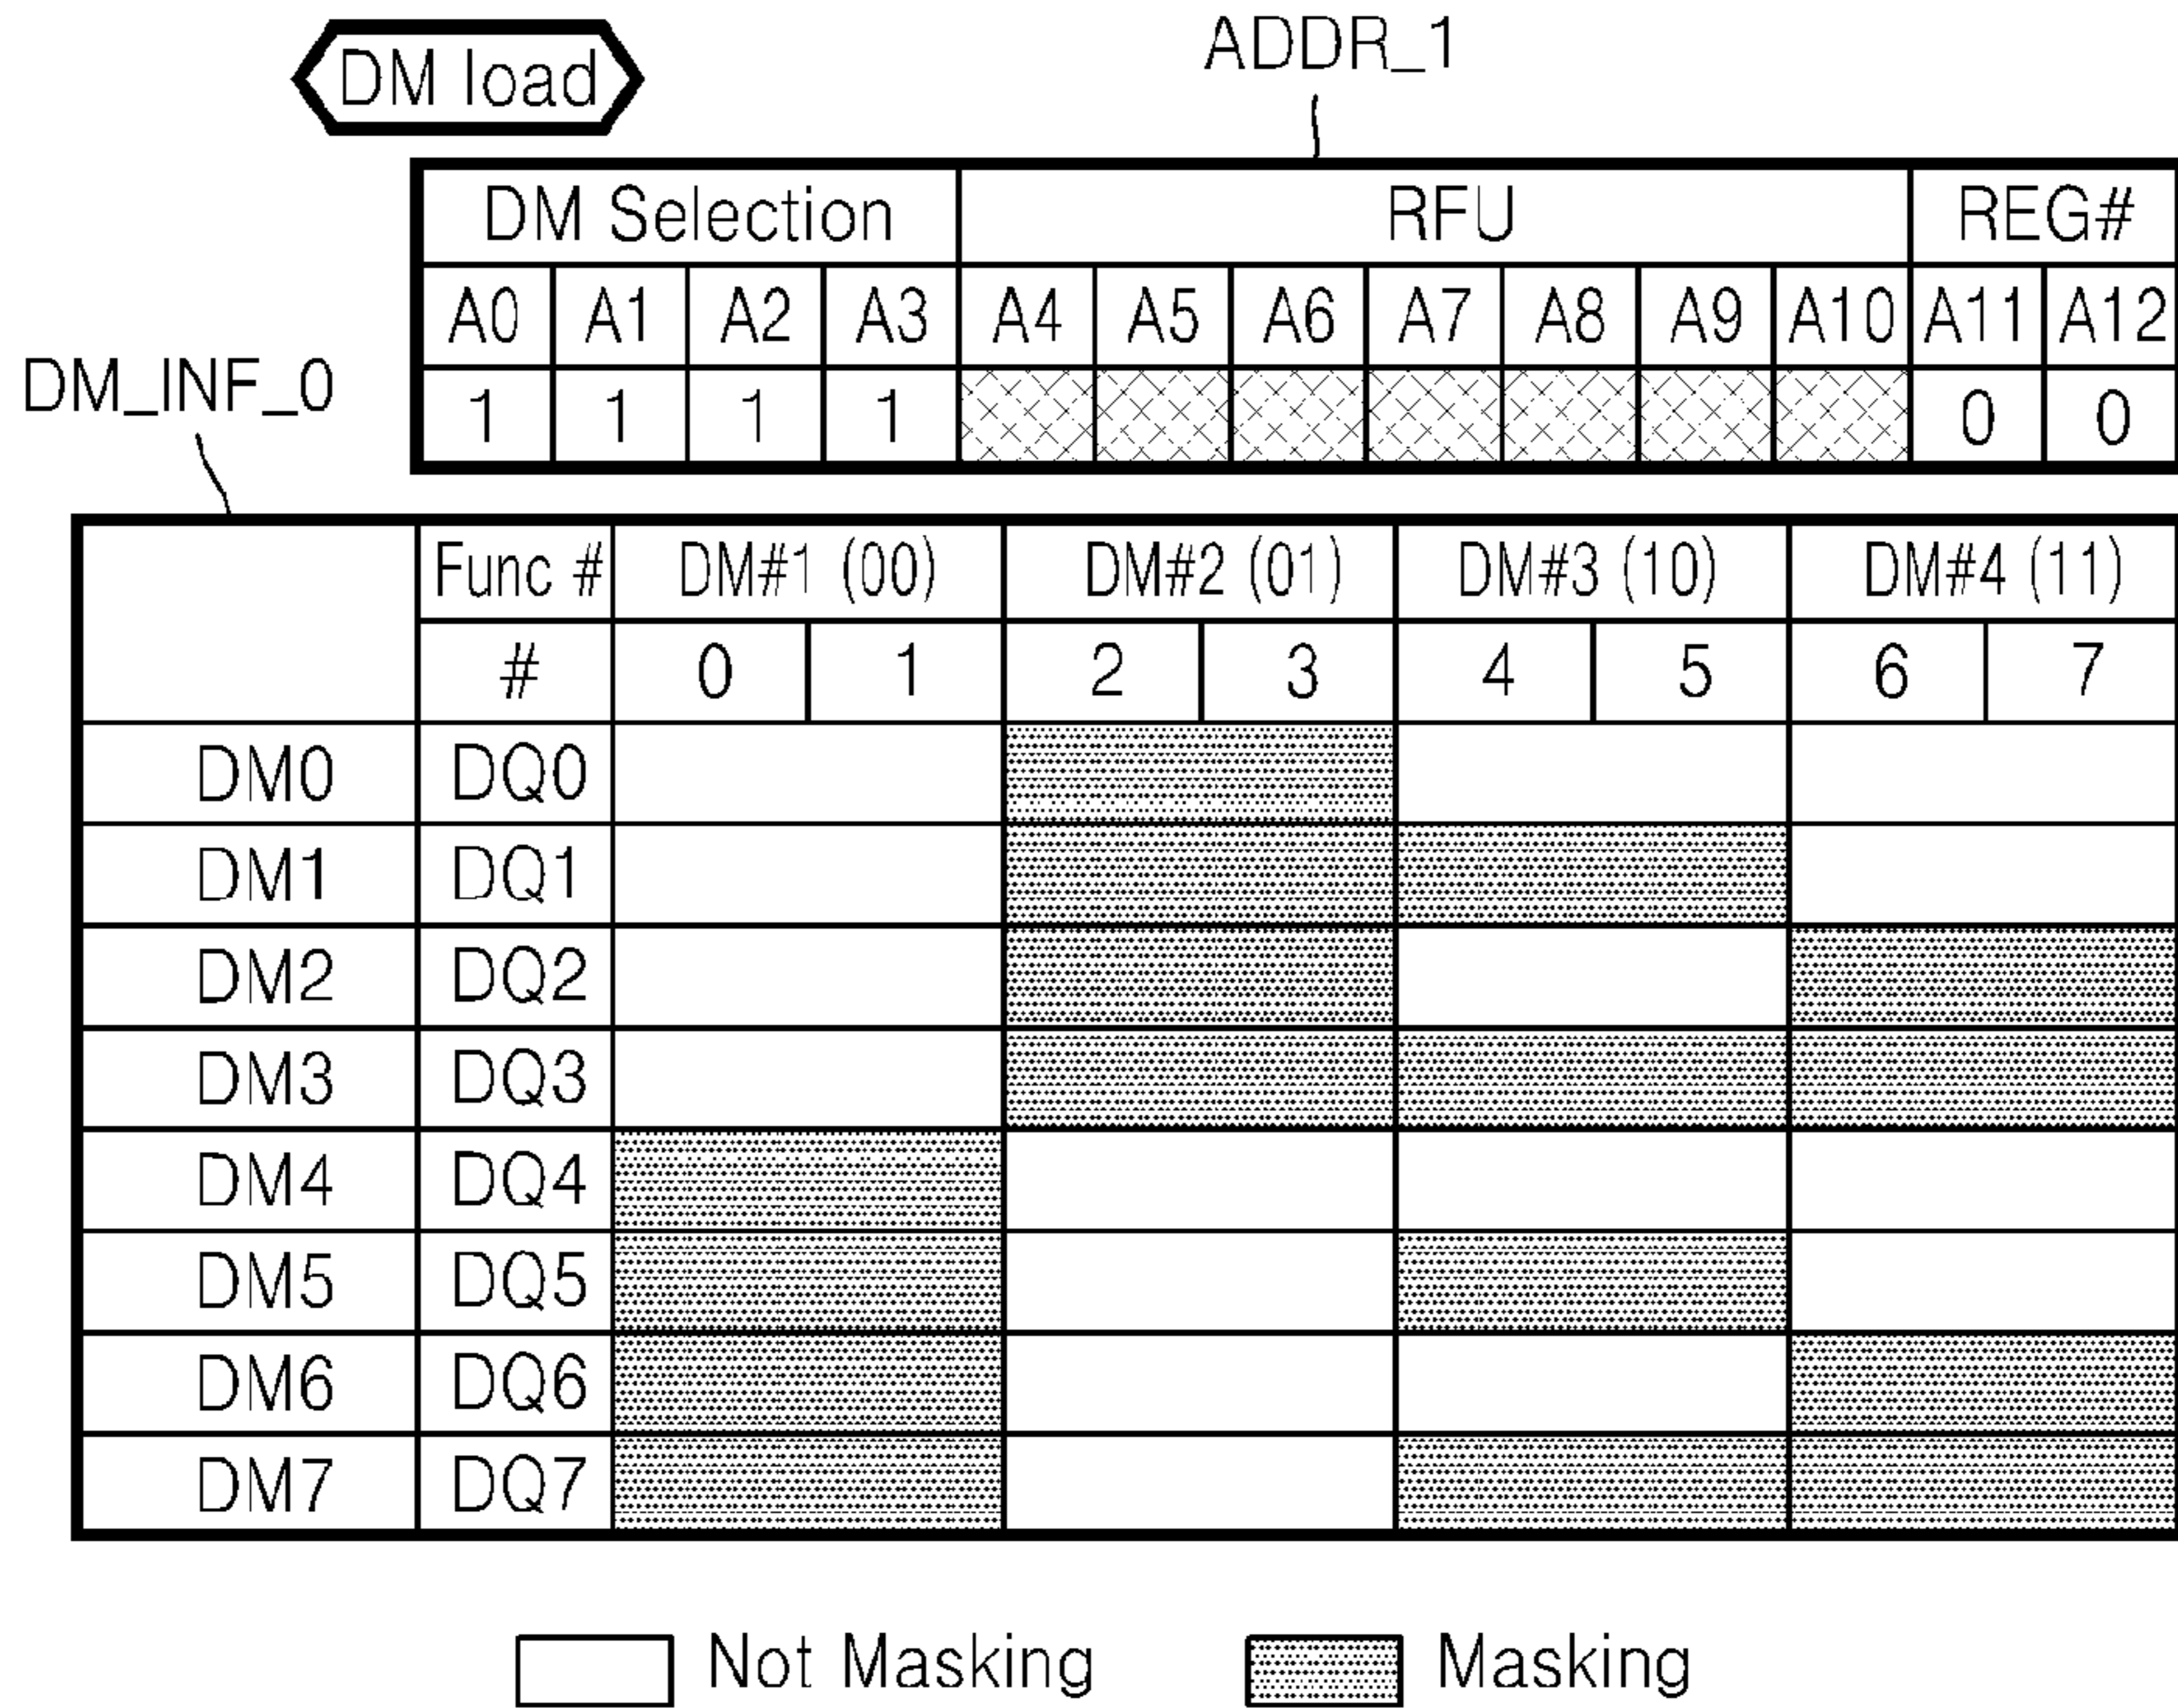 ADDR_1
DM load
DM Selection RFU REG#
A0 A1 A2 A3 A4 A5 A6 A7 A8 A9 A10 A11 A12
1 1 1 1 0 0
DM_INF_0
Func # DM#1 (00) DM#2 (01) DM#3 (10) DM#4 (11)
# 0 1 2 3 4 5 6 7
DM0 DQ0
DM1 DQ1
DM2 DQ2
DM3 DQ3
DM4 DQ4
DM5 DQ5
DM6 DQ6
DM7 DQ7
Not Masking Masking